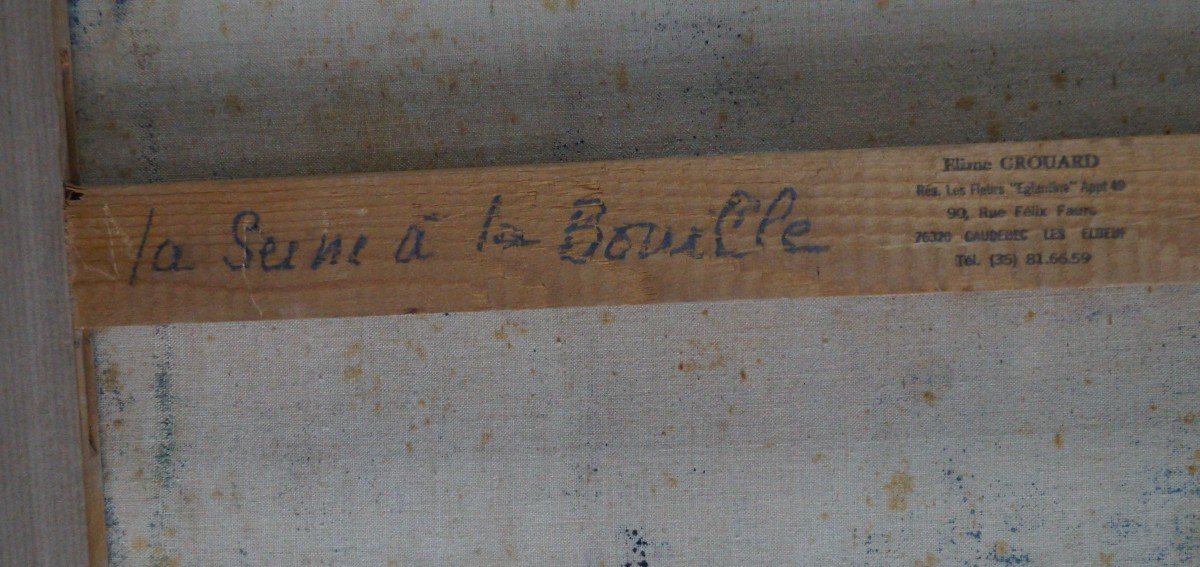 la Seine à la Bouille
Eliane GROUARD
Rés. Les Fleurs "Eglantine" Appt 49
90, Rue Félix Faure
76320 CAUDEBEC LES ELBEUF
Tél. (35) 81.66.59